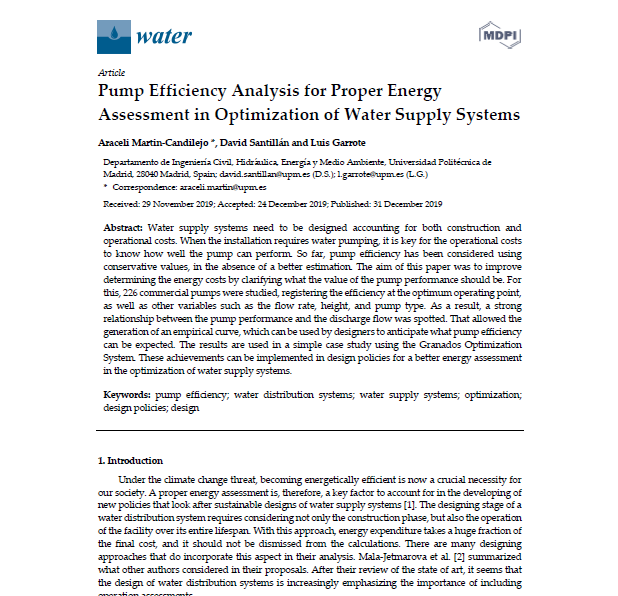 water
MDPI
Article
Pump Efficiency Analysis for Proper Energy
Assessment in Optimization of Water Supply Systems
Araceli Martin-Candilejo *, David Santillán and Luis Garrote
Departamento de Ingeniería Civil, Hidráulica, Energía y Medio Ambiente, Universidad Politécnica de
Madrid, 28040 Madrid, Spain; david.santillan@upm.es (D.S.); l.garrote@upm.es (L.G.)
* Correspondence: araceli.martin@upm.es
Received: 29 November 2019; Accepted: 24 December 2019; Published: 31 December 2019
Abstract: Water supply systems need to be designed accounting for both construction and
operational costs. When the installation requires water pumping, it is key for the operational costs
to know how well the pump can perform. So far, pump efficiency has been considered using
conservative values, in the absence of a better estimation. The aim of this paper was to improve
determining the energy costs by clarifying what the value of the pump performance should be. For
this, 226 commercial pumps were studied, registering the efficiency at the optimum operating point,
as well as other variables such as the flow rate, height, and pump type. As a result, a strong
relationship between the pump performance and the discharge flow was spotted. That allowed the
generation of an empirical curve, which can be used by designers to anticipate what pump efficiency
can be expected. The results are used in a simple case study using the Granados Optimization
System. These achievements can be implemented in design policies for a better energy assessment
in the optimization of water supply systems.
Keywords: pump efficiency; water distribution systems; water supply systems; optimization;
design policies; design
1. Introduction
Under the climate change threat, becoming energetically efficient is now a crucial necessity for
our society. A proper energy assessment is, therefore, a key factor to account for in the developing of
new policies that look after sustainable designs of water supply systems [1]. The designing stage of a
water distribution system requires considering not only the construction phase, but also the operation
of the facility over its entire lifespan. With this approach, energy expenditure takes a huge fraction of
the final cost, and it should not be dismissed from the calculations. There are many designing
approaches that do incorporate this aspect in their analysis. Mala-Jetmarova et al. [2] summarized
what other authors considered in their proposals. After their review of the state of art, it seems that
the design of water distribution systems is increasingly emphasizing the importance of including
operation assessments.